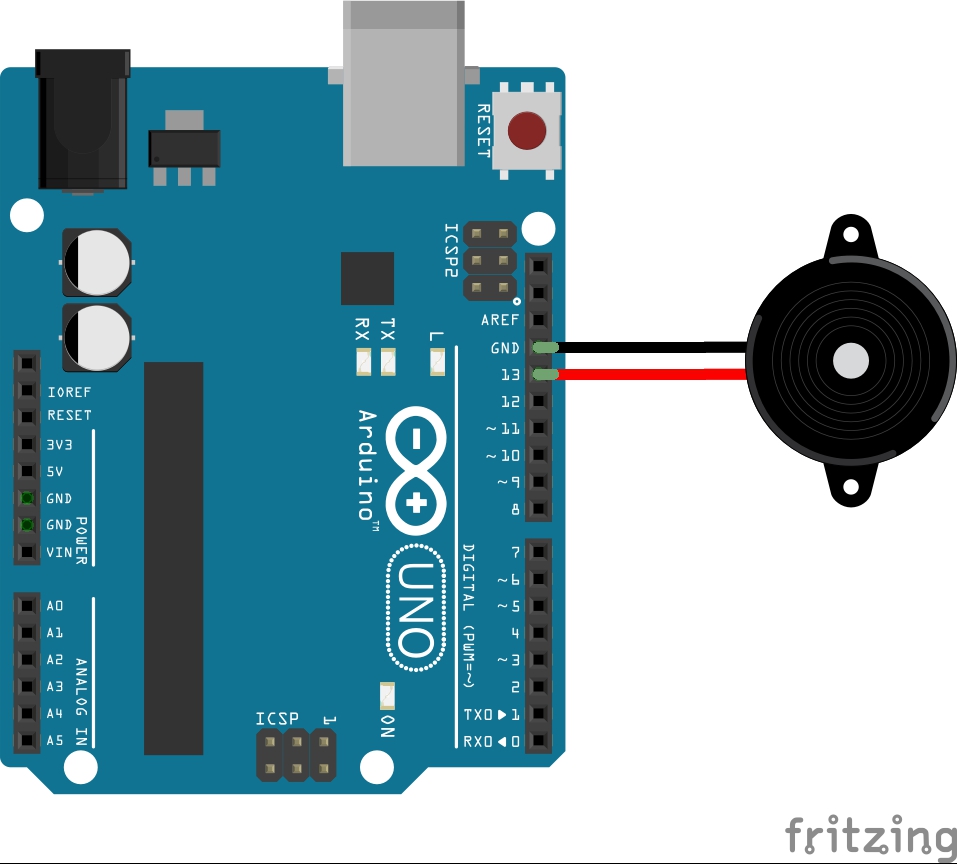 RESET
ICSP2
AREF
GND
13
12
~11
~10
~9
8
7
~6
~5
4
~3
2
TX0▶1
RX0◀0
DIGITAL (PWM=~)
RX
TX
L
Arduino™
UNO
ON
IOREF
RESET
3V3
5V
GND
GND
VIN
POWER
A0
A1
A2
A3
A4
A5
ANALOG IN
ICSP
1
fritzing